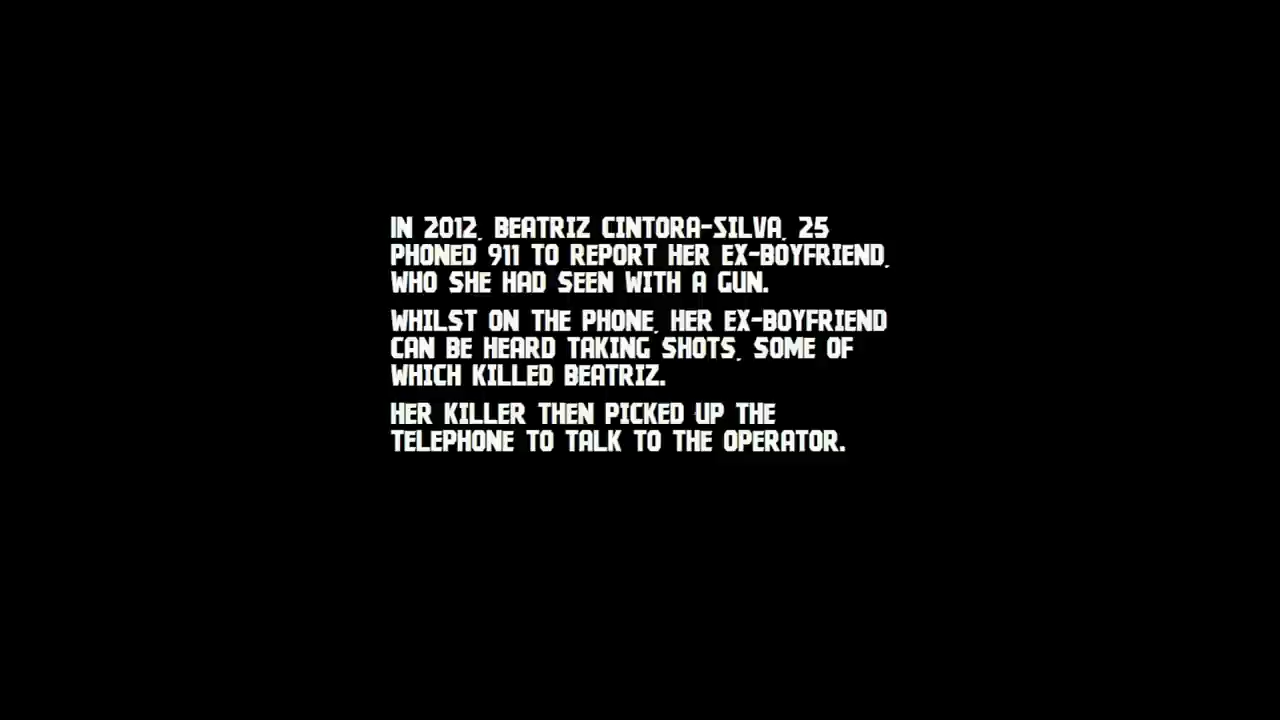 IN 2012, BEATRIZ CINTORA-SILVA, 25
PHONED 911 TO REPORT HER EX-BOYFRIEND,
WHO SHE HAD SEEN WITH A GUN.
WHILST ON THE PHONE, HER EX-BOYFRIEND
CAN BE HEARD TAKING SHOTS, SOME OF
WHICH KILLED BEATRIZ.
HER KILLER THEN PICKED UP THE
TELEPHONE TO TALK TO THE OPERATOR.